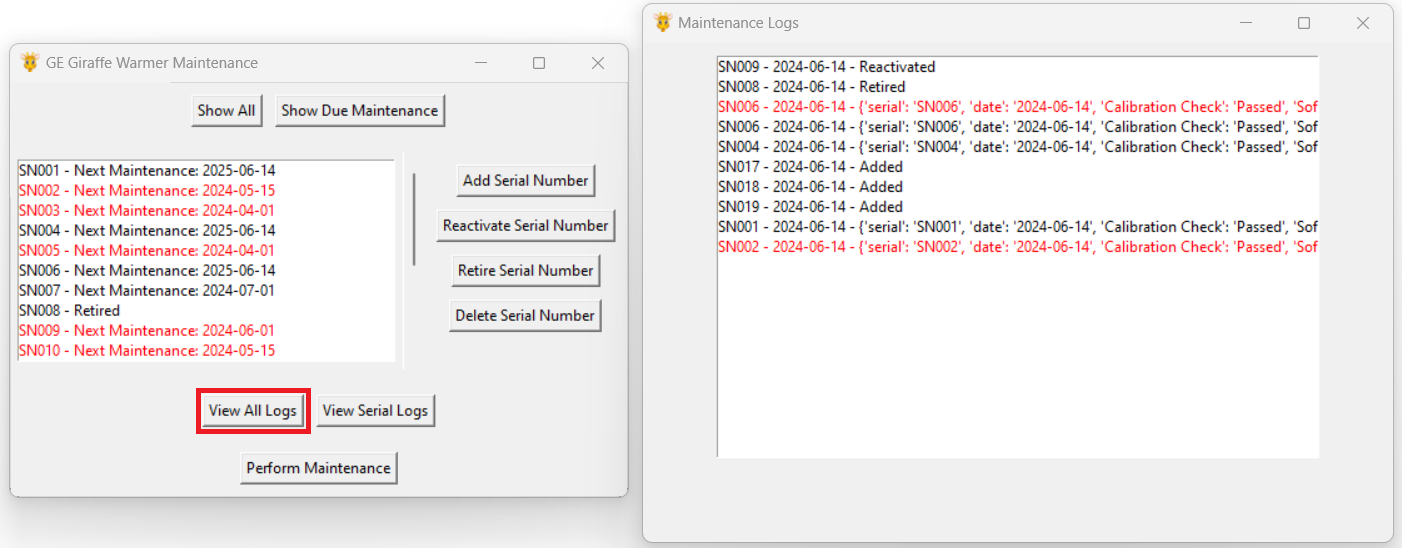 GE Giraffe Warmer Maintenance
Show All
Show Due Maintenance
SN001 - Next Maintenance: 2025-06-14
SN002 - Next Maintenance: 2024-05-15
SN003 - Next Maintenance: 2024-04-01
SN004 - Next Maintenance: 2025-06-14
SN005 - Next Maintenance: 2024-04-01
SN006 - Next Maintenance: 2025-06-14
SN007 - Next Maintenance: 2024-07-01
SN008 - Retired
SN009 - Next Maintenance: 2024-06-01
SN010 - Next Maintenance: 2024-05-15
Add Serial Number
Reactivate Serial Number
Retire Serial Number
Delete Serial Number
View All Logs
View Serial Logs
Perform Maintenance
Maintenance Logs
SN009 - 2024-06-14 - Reactivated
SN008 - 2024-06-14 - Retired
SN006 - 2024-06-14 - {'serial': 'SN006', 'date': '2024-06-14', 'Calibration Check': 'Passed', 'Sof
SN006 - 2024-06-14 - {'serial': 'SN006', 'date': '2024-06-14', 'Calibration Check': 'Passed', 'Sof
SN004 - 2024-06-14 - {'serial': 'SN004', 'date': '2024-06-14', 'Calibration Check': 'Passed', 'Sof
SN017 - 2024-06-14 - Added
SN018 - 2024-06-14 - Added
SN019 - 2024-06-14 - Added
SN001 - 2024-06-14 - {'serial': 'SN001', 'date': '2024-06-14', 'Calibration Check': 'Passed', 'Sof
SN002 - 2024-06-14 - {'serial': 'SN002', 'date': '2024-06-14', 'Calibration Check': 'Passed', 'Sof